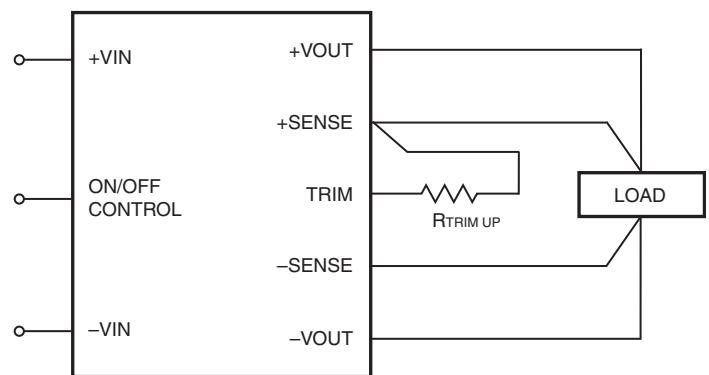 +VIN
+VOUT
+SENSE
ON/OFF
CONTROL
TRIM
RTRIM UP
LOAD
–SENSE
–VIN
–VOUT